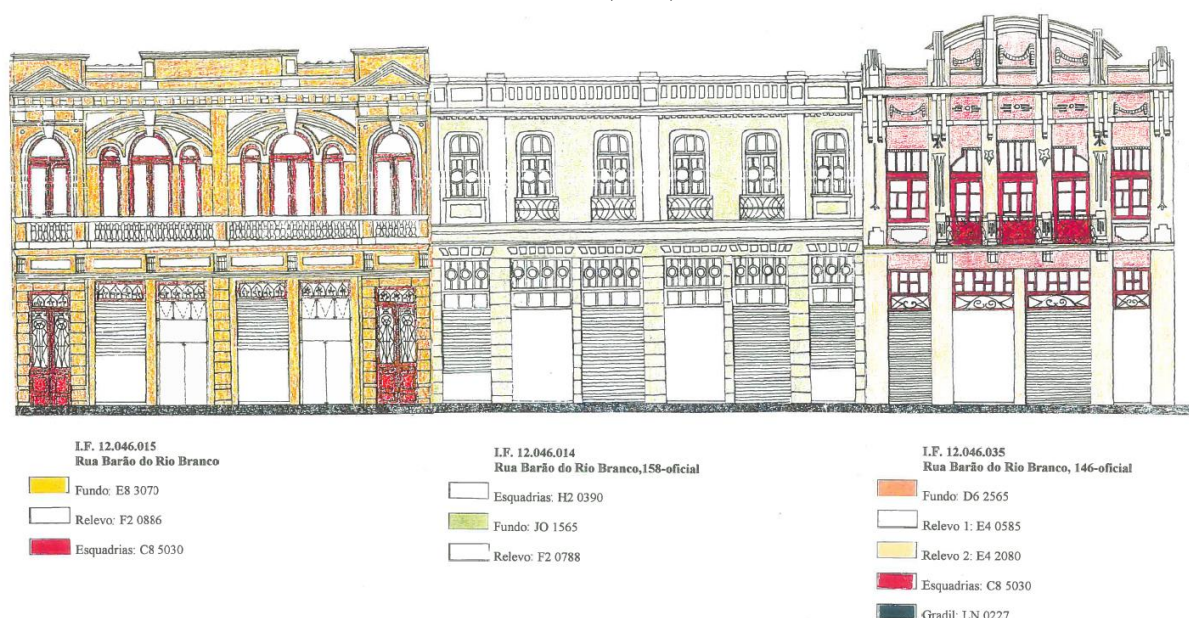 I.F. 12.046.015
Rua Barão do Rio Branco
Fundo: E8 3070
Relevo: F2 0886
Esquadrias: C8 5030
I.F. 12.046.014
Rua Barão do Rio Branco,158-oficial
Esquadrias: H2 0390
Fundo: JO 1565
Relevo: F2 0788
I.F. 12.046.035
Rua Barão do Rio Branco, 146-oficial
Fundo: D6 2565
Relevo 1: E4 0585
Relevo 2: E4 2080
Esquadrias: C8 5030
Gradil: LN 0227